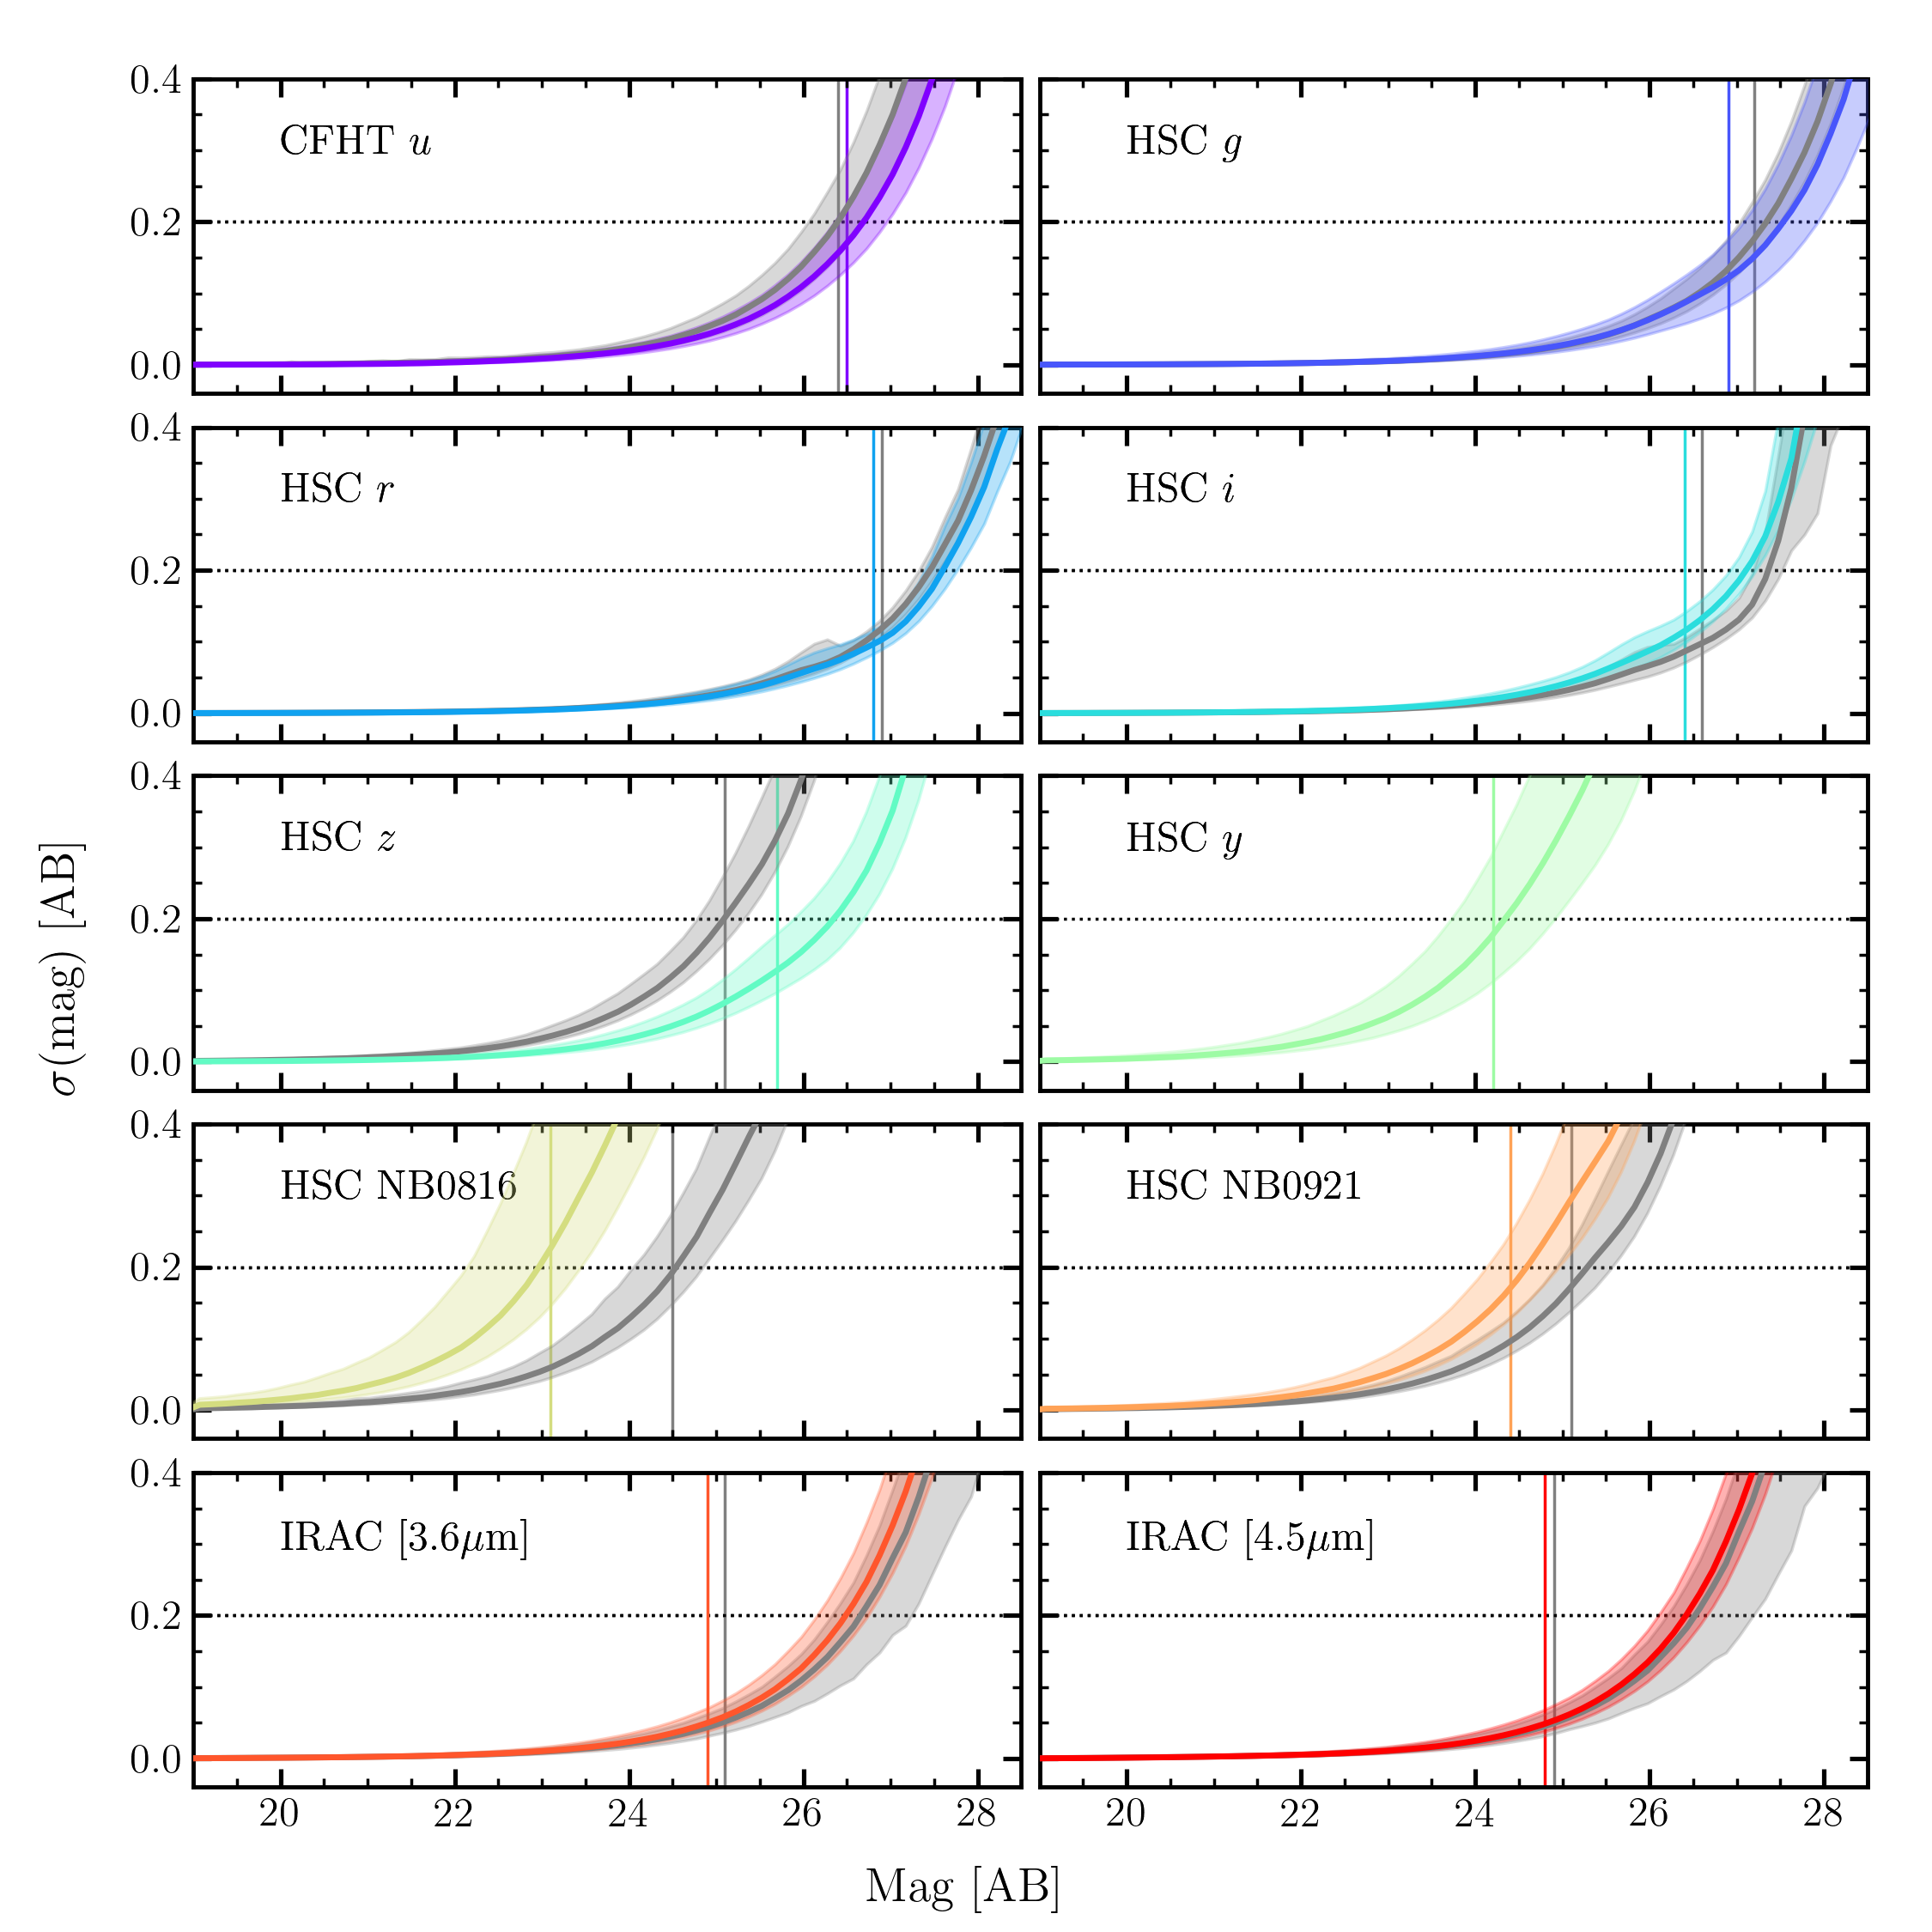 0.4
0.2
0.0
CFHT u
HSC g
0.4
0.2
0.0
HSC r
HSC i
0.4
0.2
0.0
HSC z
HSC y
0.4
0.2
0.0
HSC NB0816
HSC NB0921
0.4
0.2
0.0
IRAC [3.6μm]
IRAC [4.5μm]
20 22 24 26 28
20 22 24 26 28
σ(mag) [AB]
Mag [AB]